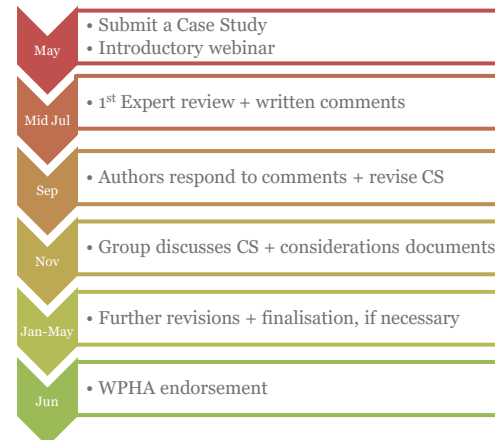 May
• Submit a Case Study
• Introductory webinar
Mid Jul
• 1st Expert review + written comments
Sep
• Authors respond to comments + revise CS
Nov
• Group discusses CS + considerations documents
Jan-May
• Further revisions + finalisation, if necessary
Jun
• WPHA endorsement